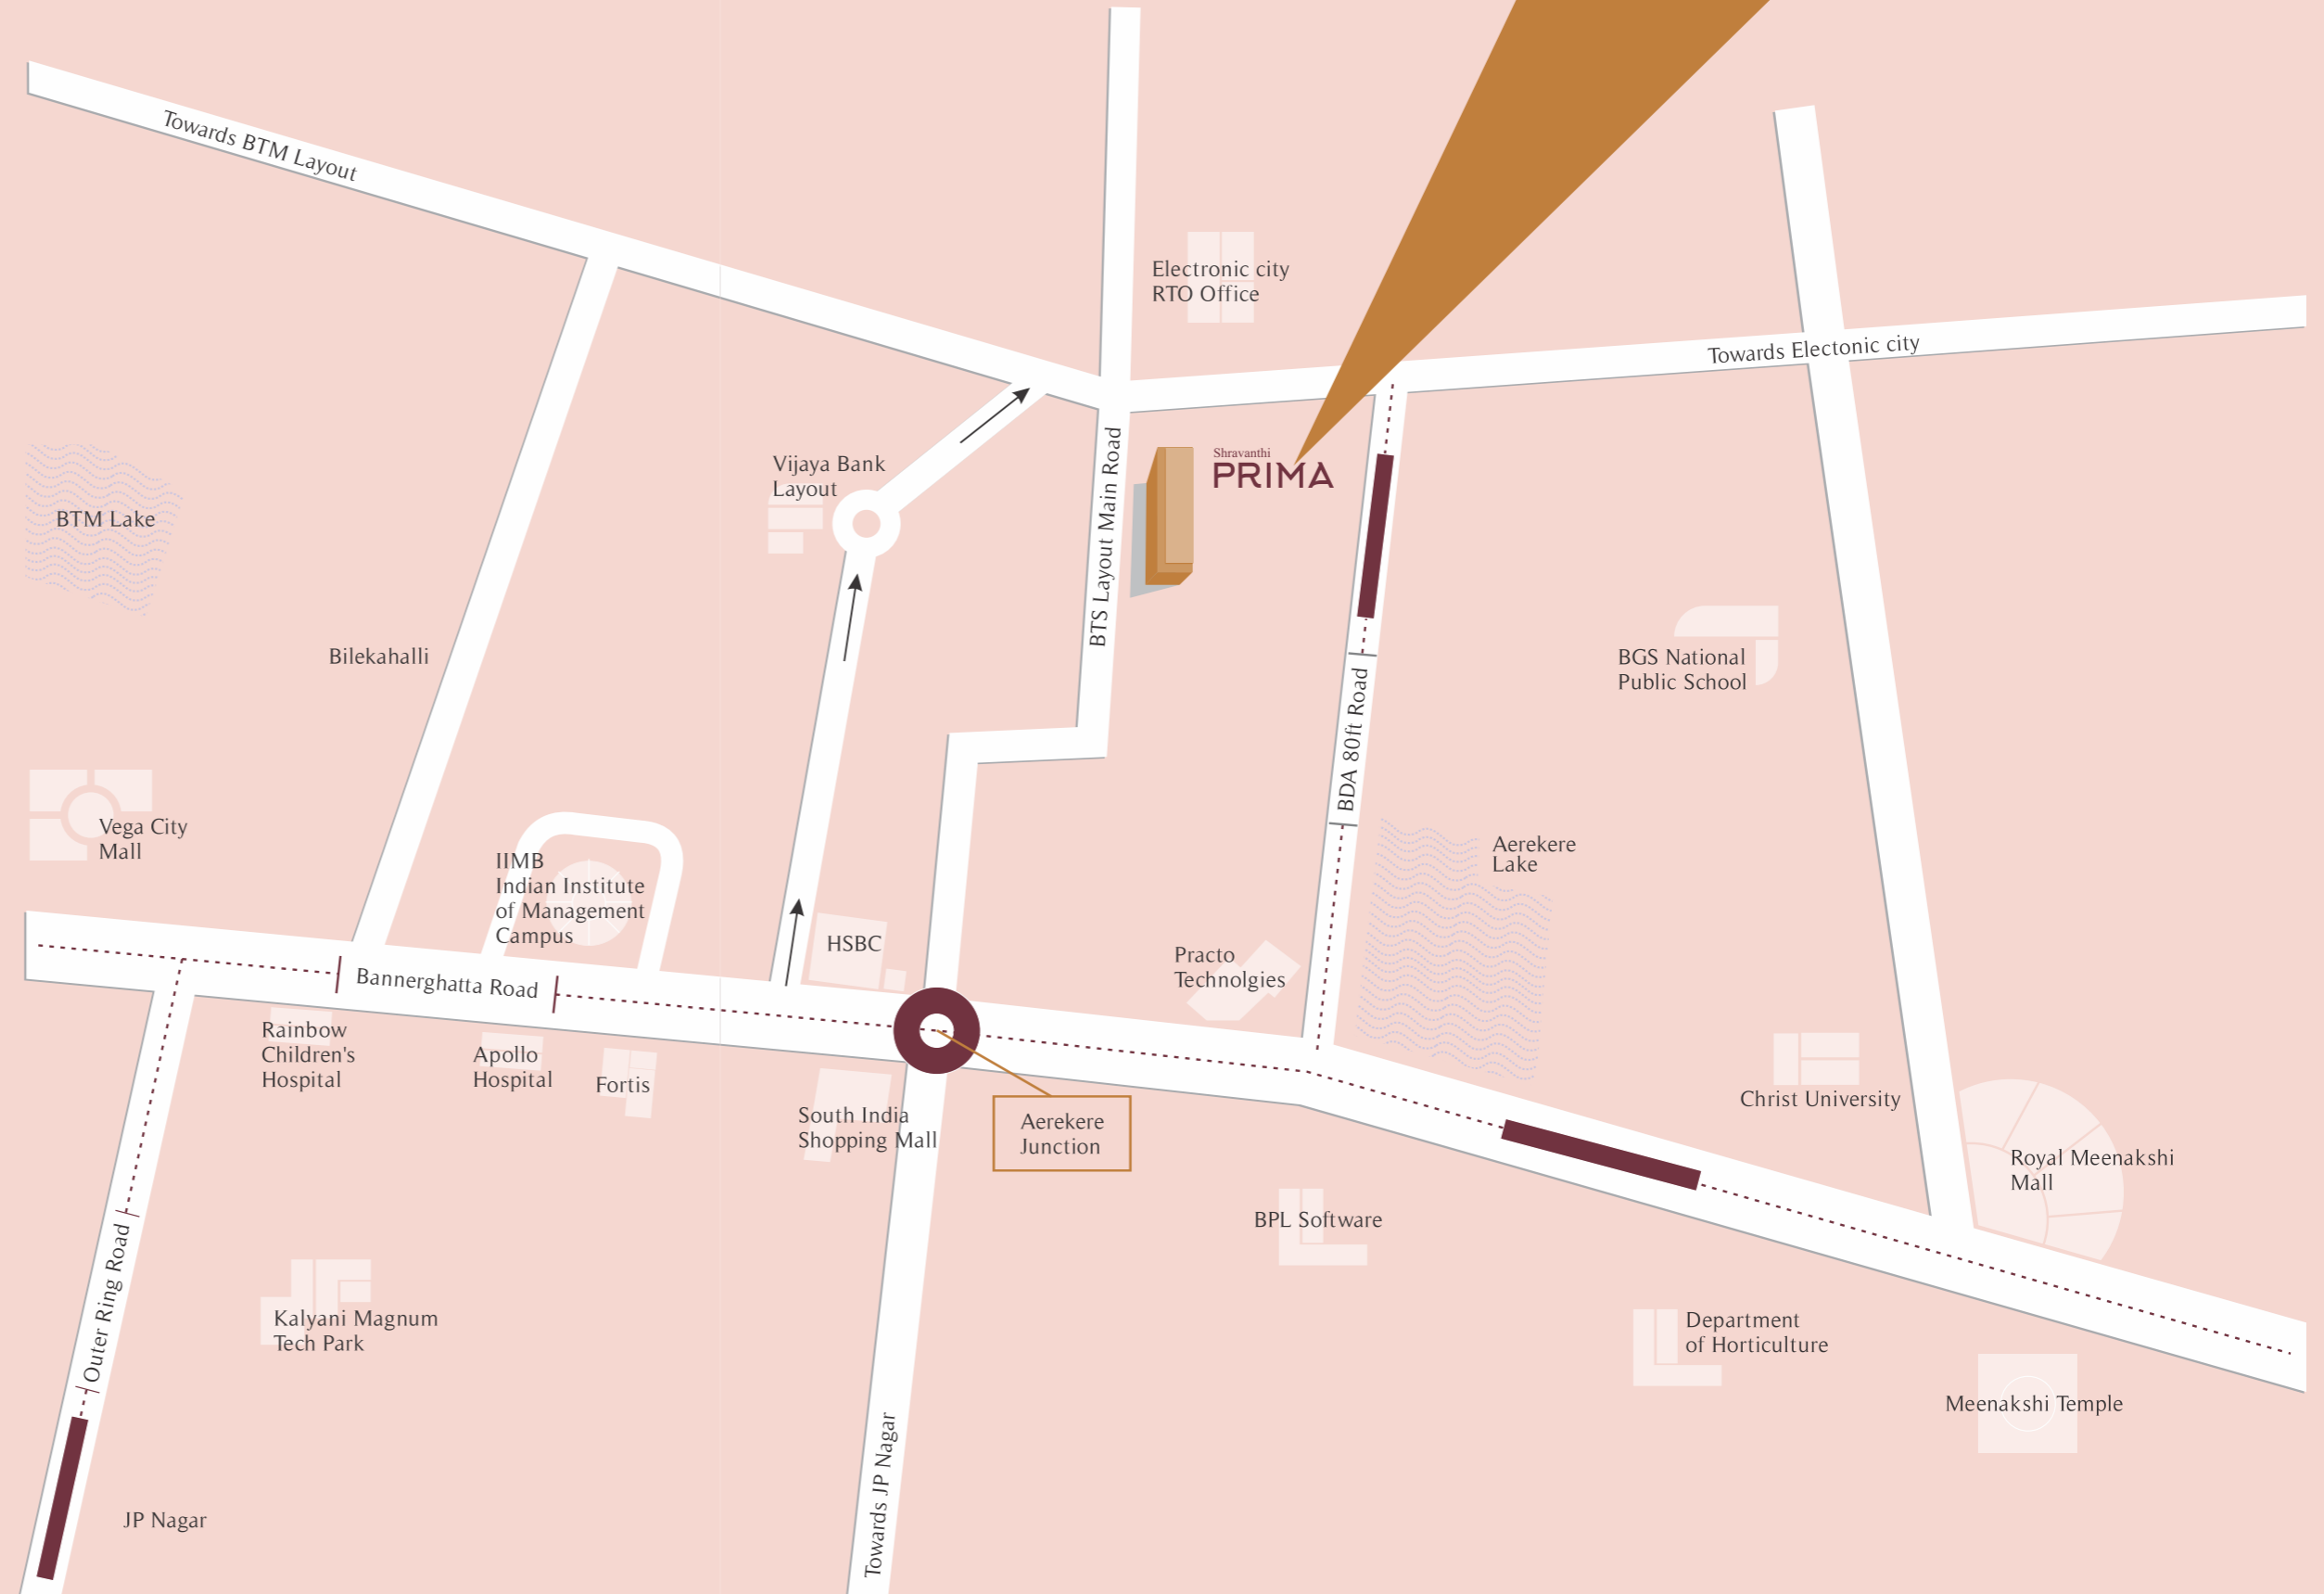 Towards BTM Layout
Electronic city
RTO Office
Towards Electonic city
Shravanthi
PRIMA
Vijaya Bank
Layout
BTS Layout Main Road
BTM Lake
Bilekahalli
BGS National
Public School
BDA 80ft Road
Vega City
Mall
IIMB
Indian Institute
of Management
Campus
Aerekere
Lake
HSBC
Practo
Technolgies
Bannerghatta Road
Rainbow
Children's
Hospital
Apollo
Hospital
Fortis
South India
Shopping Mall
Aerekere
Junction
Christ University
Royal Meenakshi
Mall
BPL Software
Outer Ring Road
Kalyani Magnum
Tech Park
Department
of Horticulture
Meenakshi Temple
Towards JP Nagar
JP Nagar